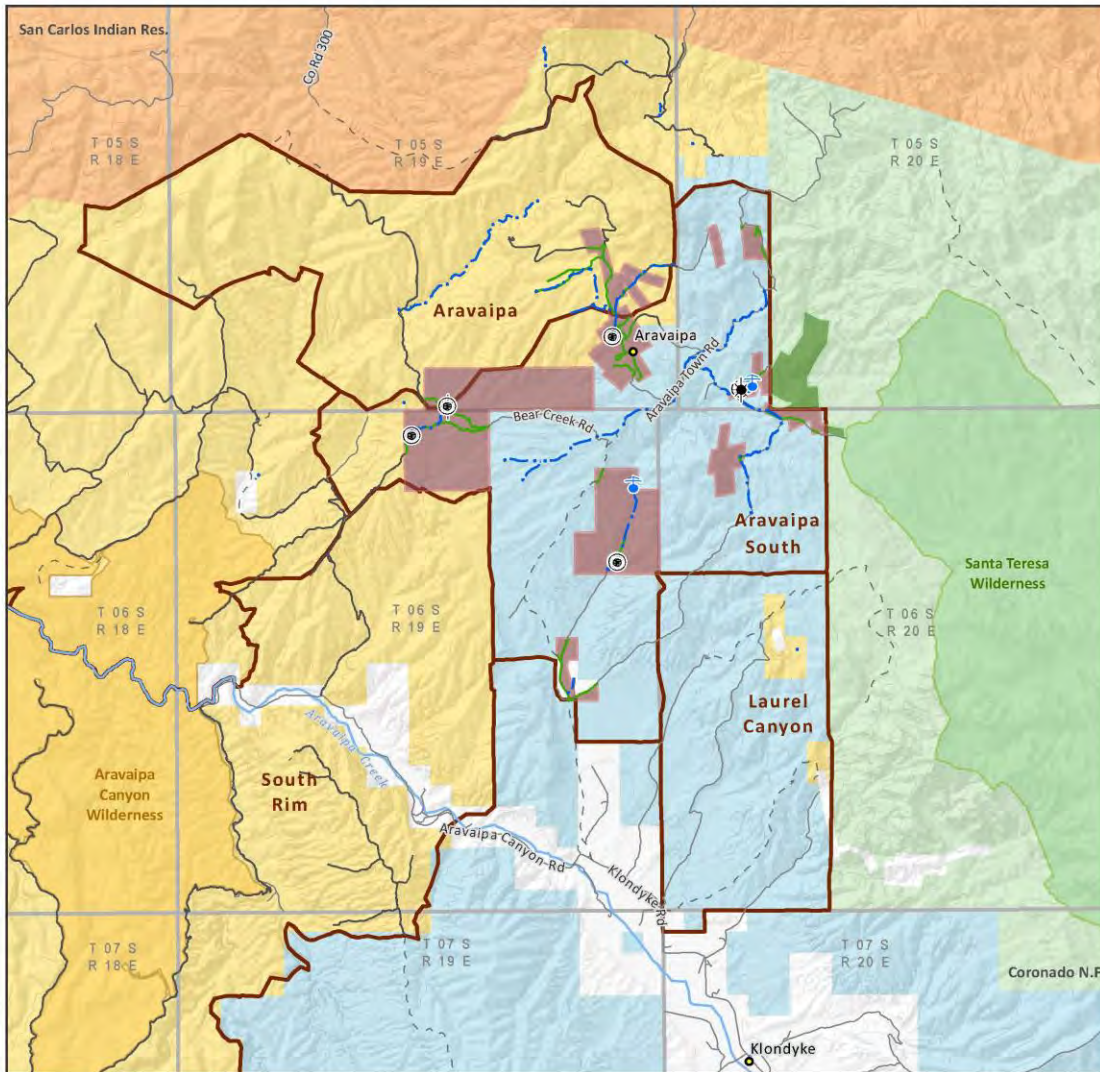 San Carlos Indian Res.
Co Rd 300
T 05 S
R 18 E
T 05 S
R 19 E
T 05 S
R 20 E
Aravaipa
Aravaipa
Aravaipa Town Rd
Bear Creek Rd
Aravaipa
South
Santa Teresa
Wilderness
T 06 S
R 18 E
T 06 S
R 19 E
T 06 S
R 20 E
Laurel
Canyon
Aravaipa Creek
South
Rim
Aravaipa
Canyon
Wilderness
Aravaipa Canyon Rd
Klondyke Rd
T 07 S
R 18 E
T 07 S
R 19 E
T 07 S
R 20 E
Coronado N.F
Klondyke